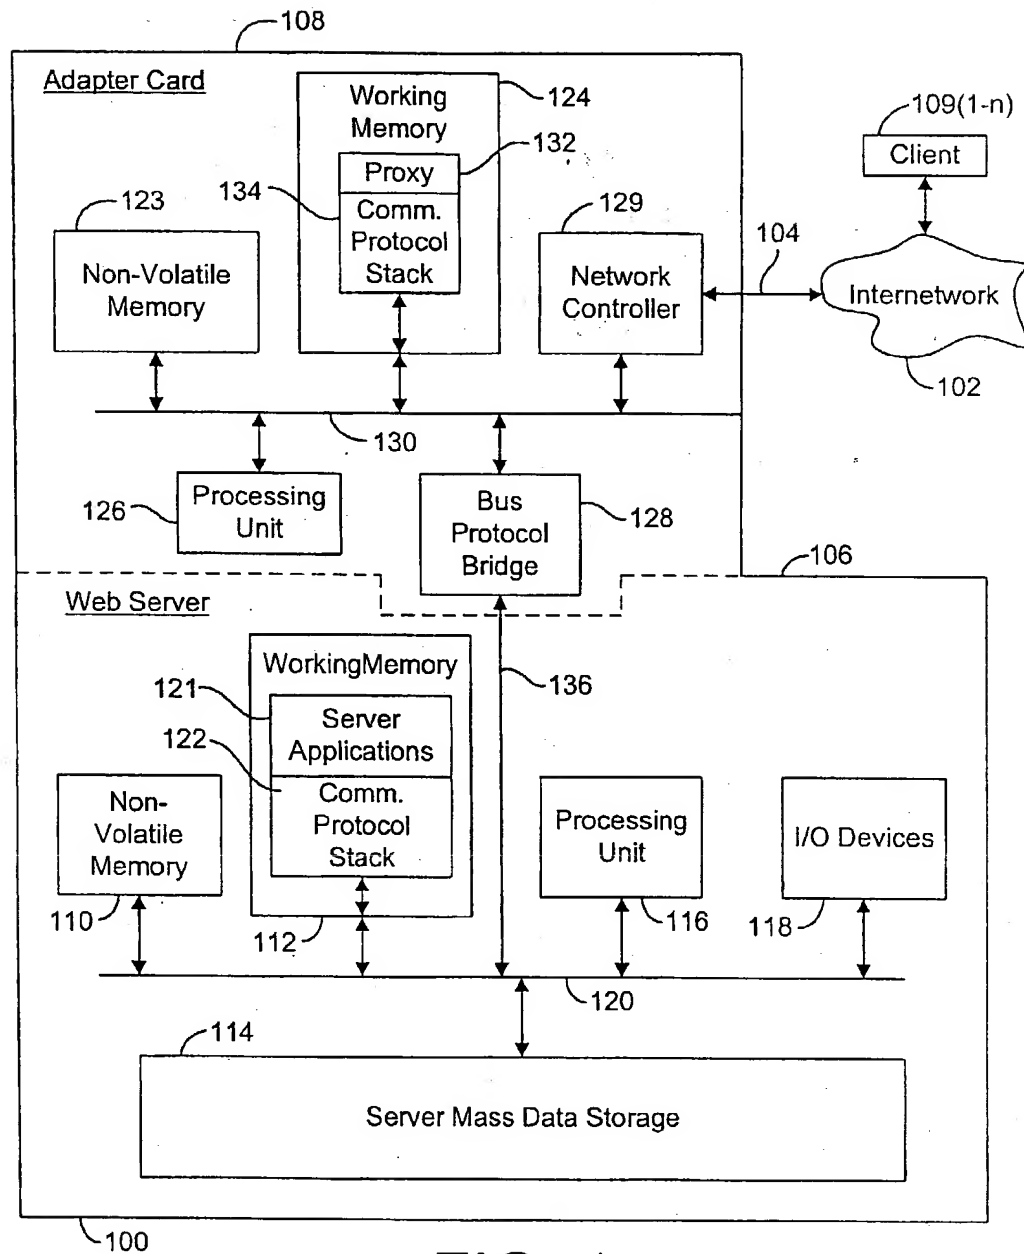 108
Adapter Card
Working
Memory
124
132
Proxy
134
Comm.
Protocol
Stack
123
Non-Volatile
Memory
129
Network
Controller
104
109(1-n)
Client
Internetwork
102
130
126
Processing
Unit
Bus
Protocol
Bridge
128
106
Web Server
WorkingMemory
121
Server
Applications
122
Comm.
Protocol
Stack
136
Non-
Volatile
Memory
110
112
Processing
Unit
116
I/O Devices
118
120
114
Server Mass Data Storage
100